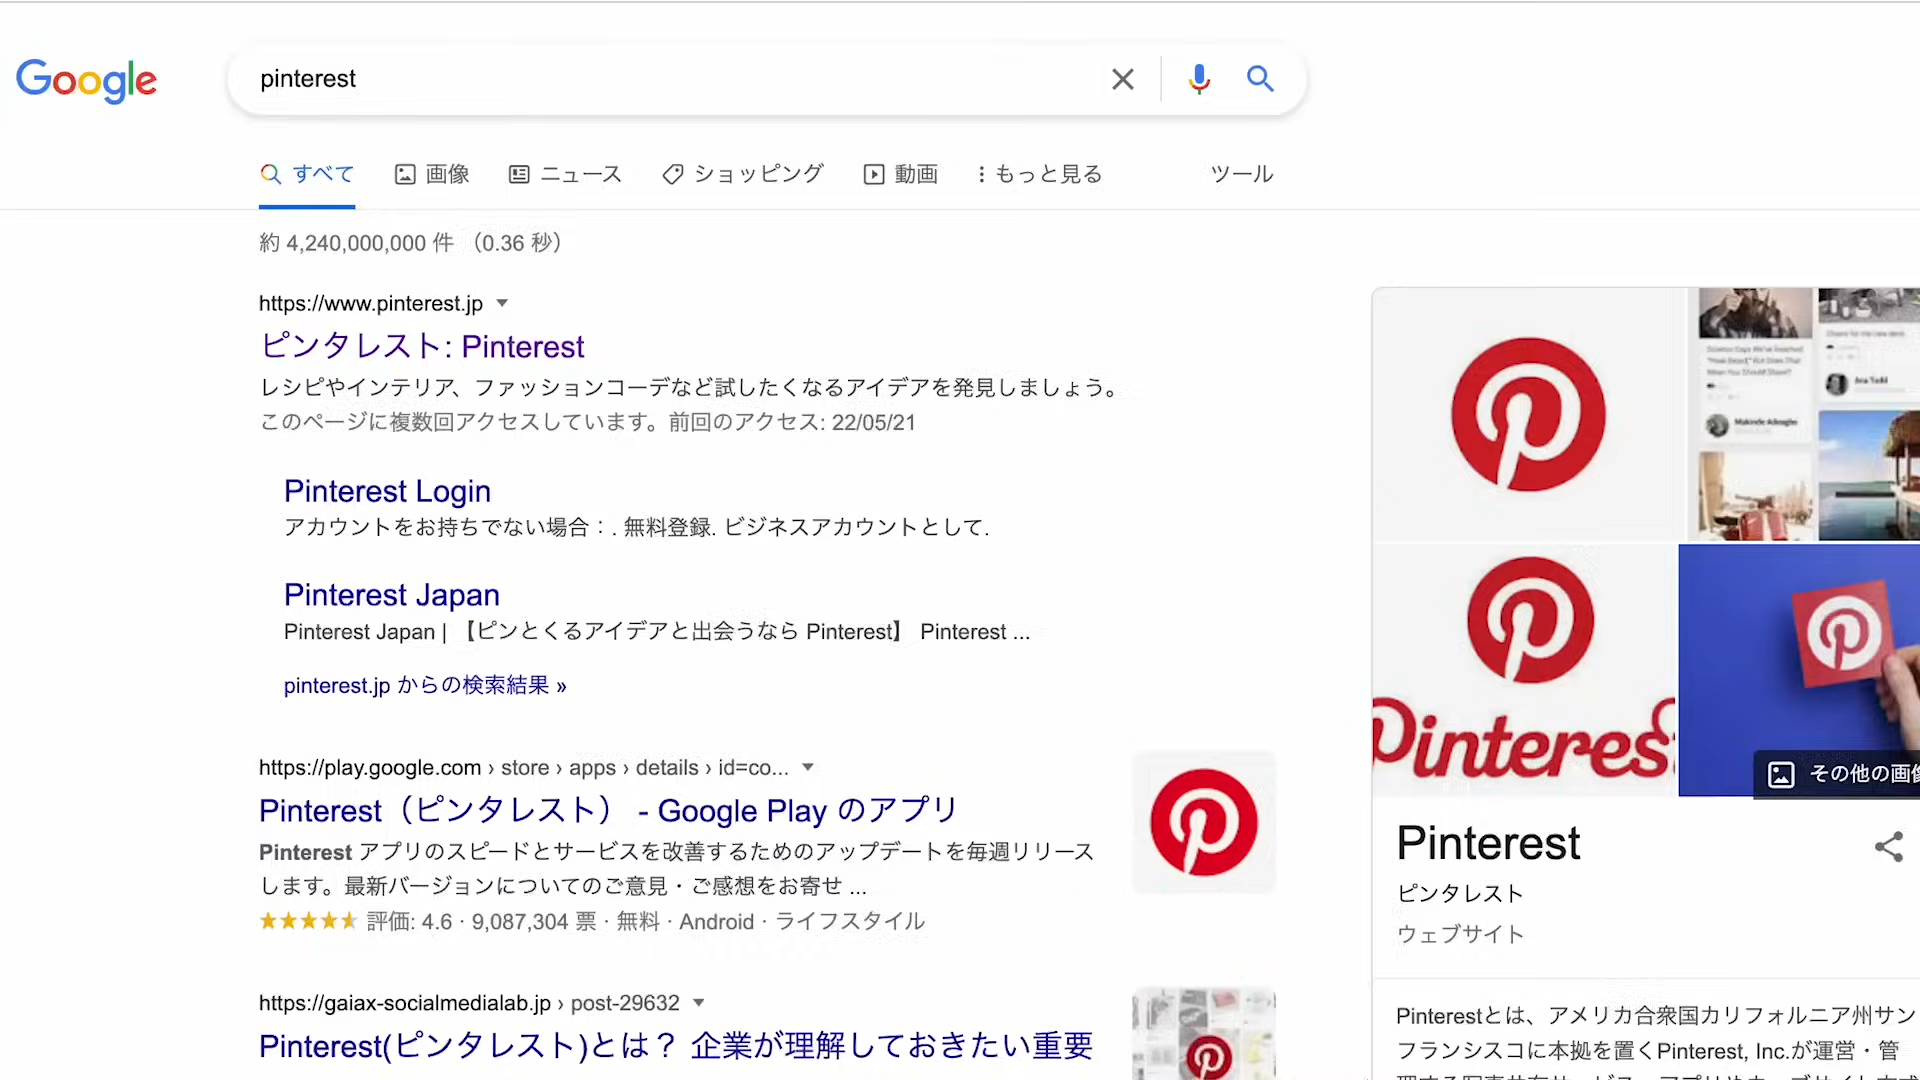 Google
pinterest
すべて
画像
ニュース
ショッピング
動画
もっと見る
ツール
約 4,240,000,000 件 （0.36 秒）
https://www.pinterest.jp
ピンタレスト: Pinterest
レシピやインテリア、ファッションコーデなど試したくなるアイデアを発見しましょう。
このページに複数回アクセスしています。前回のアクセス: 22/05/21
Pinterest Login
アカウントをお持ちでない場合：. 無料登録. ビジネスアカウントとして.
Pinterest Japan
Pinterest Japan | 【ピンとくるアイデアと出会うなら Pinterest】 Pinterest ...
pinterest.jp からの検索結果 »
https://play.google.com › store › apps › details › id=co...
Pinterest（ピンタレスト） - Google Play のアプリ
Pinterest アプリのスピードとサービスを改善するためのアップデートを毎週リリース
します。最新バージョンについてのご意見・ご感想をお寄せ ...
評価: 4.6 · 9,087,304 票 · 無料 · Android · ライフスタイル
https://gaiax-socialmedialab.jp › post-29632
Pinterest(ピンタレスト)とは？ 企業が理解しておきたい重要
Pinteres
その他の画像
Pinterest
ピンタレスト
ウェブサイト
Pinterestとは、アメリカ合衆国カリフォルニア州サン
フランシスコに本拠を置くPinterest, Inc.が運営・管